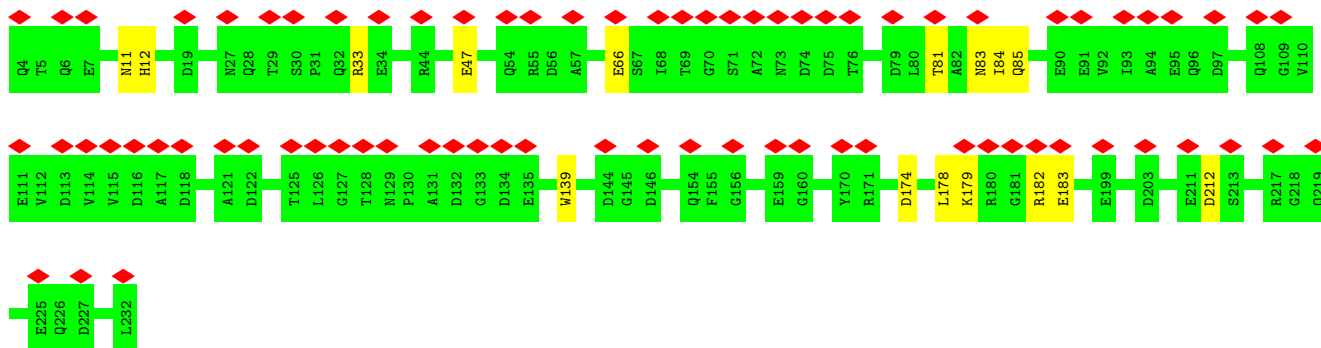 Q4 T5 Q6 E7 N11 H12 D19 N27 Q28 T29 S30 P31 Q32 R33 E34 R44 E47 Q54 R55 D56 A57 E66 S67 I68 T69 G70 S71 A72 N73 D74 D75 T76 D79 L80 T81 A82 N83 I84 Q85 E90 E91 V92 I93 A94 E95 Q96 D97 Q108 G109 V110
E111 V112 D113 V114 V115 D116 A117 D118 A121 D122 T125 L126 G127 T128 N129 P130 A131 D132 G133 D134 E135 W139 D144 G145 D146 Q154 F155 G156 E159 G160 Y170 R171 D174 L178 K179 R180 G181 R182 E183 E199 D203 E211 D212 S213 R217 G218
E225 Q226 D227 L232